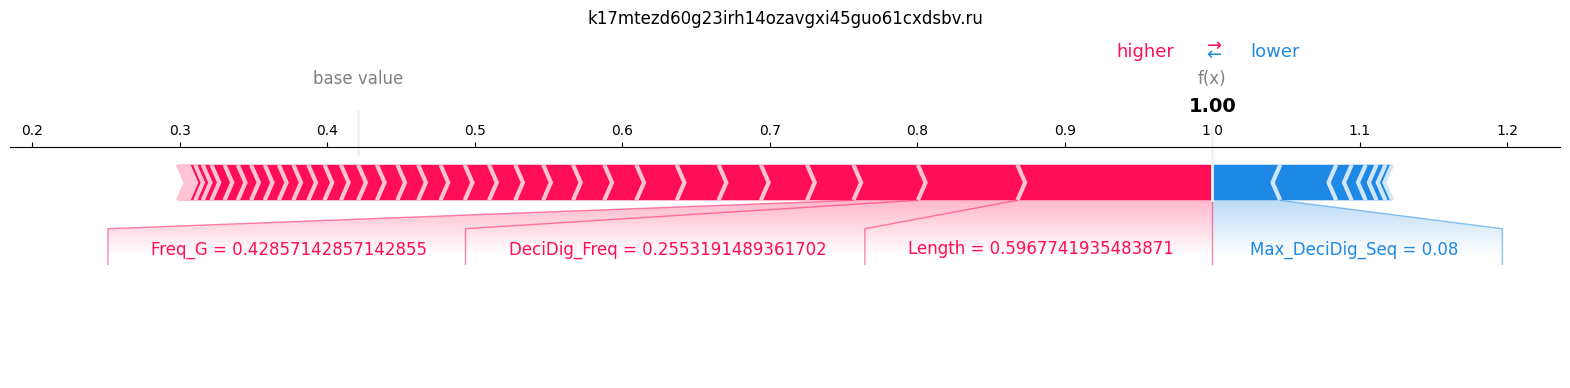 k17mtezd60g23irh14ozavgxi45guo61cxdsbv.ru
higher ⇄ lower
base value f(x)
1.00
0.2 0.3 0.4 0.5 0.6 0.7 0.8 0.9 1.0 1.1 1.2
Freq_G = 0.42857142857142855 DeciDig_Freq = 0.2553191489361702 Length = 0.5967741935483871 Max_DeciDig_Seq = 0.08